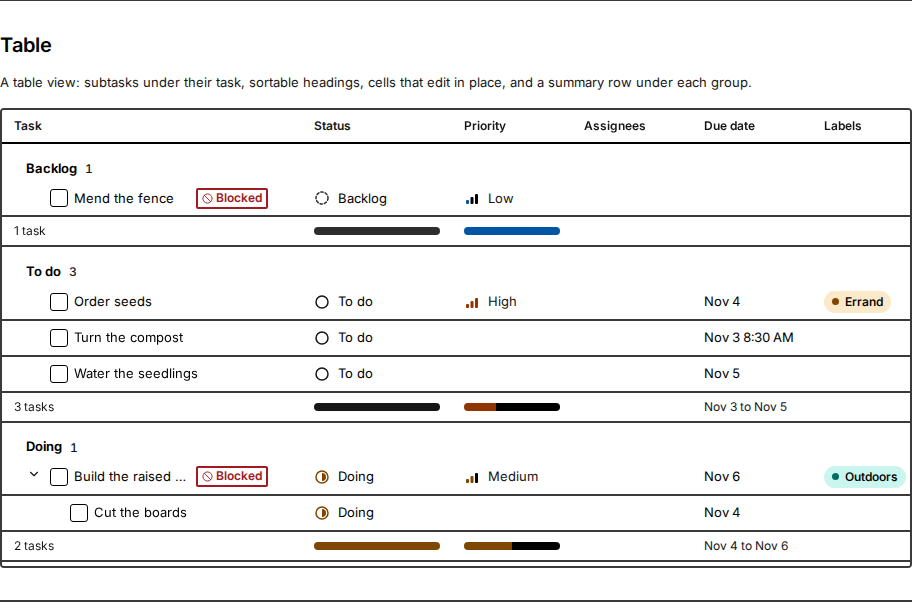 Table
A table view: subtasks under their task, sortable headings, cells that edit in place, and a summary row under each group.
Task Status Priority Assignees Due date Labels
Backlog 1
Mend the fence Blocked Backlog Low
1 task
To do 3
Order seeds To do High Nov 4 Errand
Turn the compost To do Nov 3 8:30 AM
Water the seedlings To do Nov 5
3 tasks Nov 3 to Nov 5
Doing 1
Build the raised ... Blocked Doing Medium Nov 6 Outdoors
Cut the boards Doing Nov 4
2 tasks Nov 4 to Nov 6